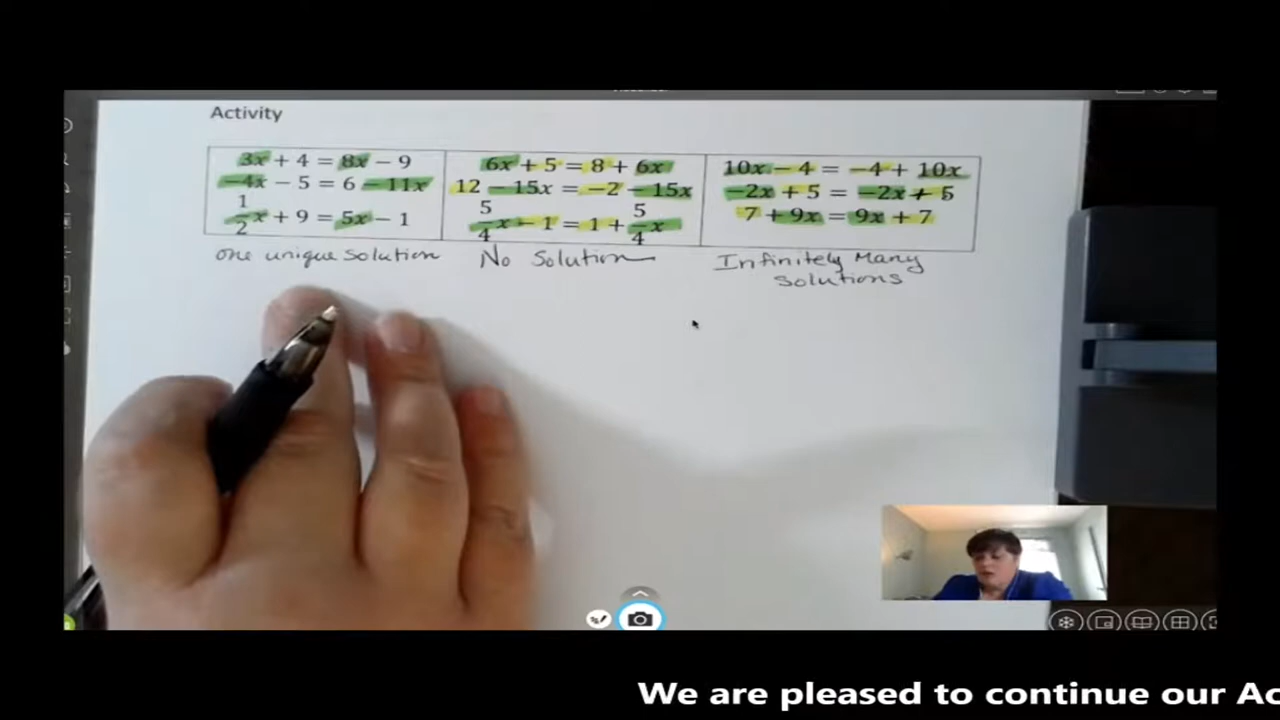 Activity
3x + 4 = 8x − 9
−4x − 5 = 6 − 11x
1/2 x + 9 = 5x − 1
one unique solution
6x + 5 = 8 + 6x
12 − 15x = −2 − 15x
5/4 x − 1 = 1 + 5/4 x
No Solution
10x − 4 = −4 + 10x
−2x + 5 = −2x + 5
7 + 9x = 9x + 7
Infinitely Many
solutions
We are pleased to continue our Ac